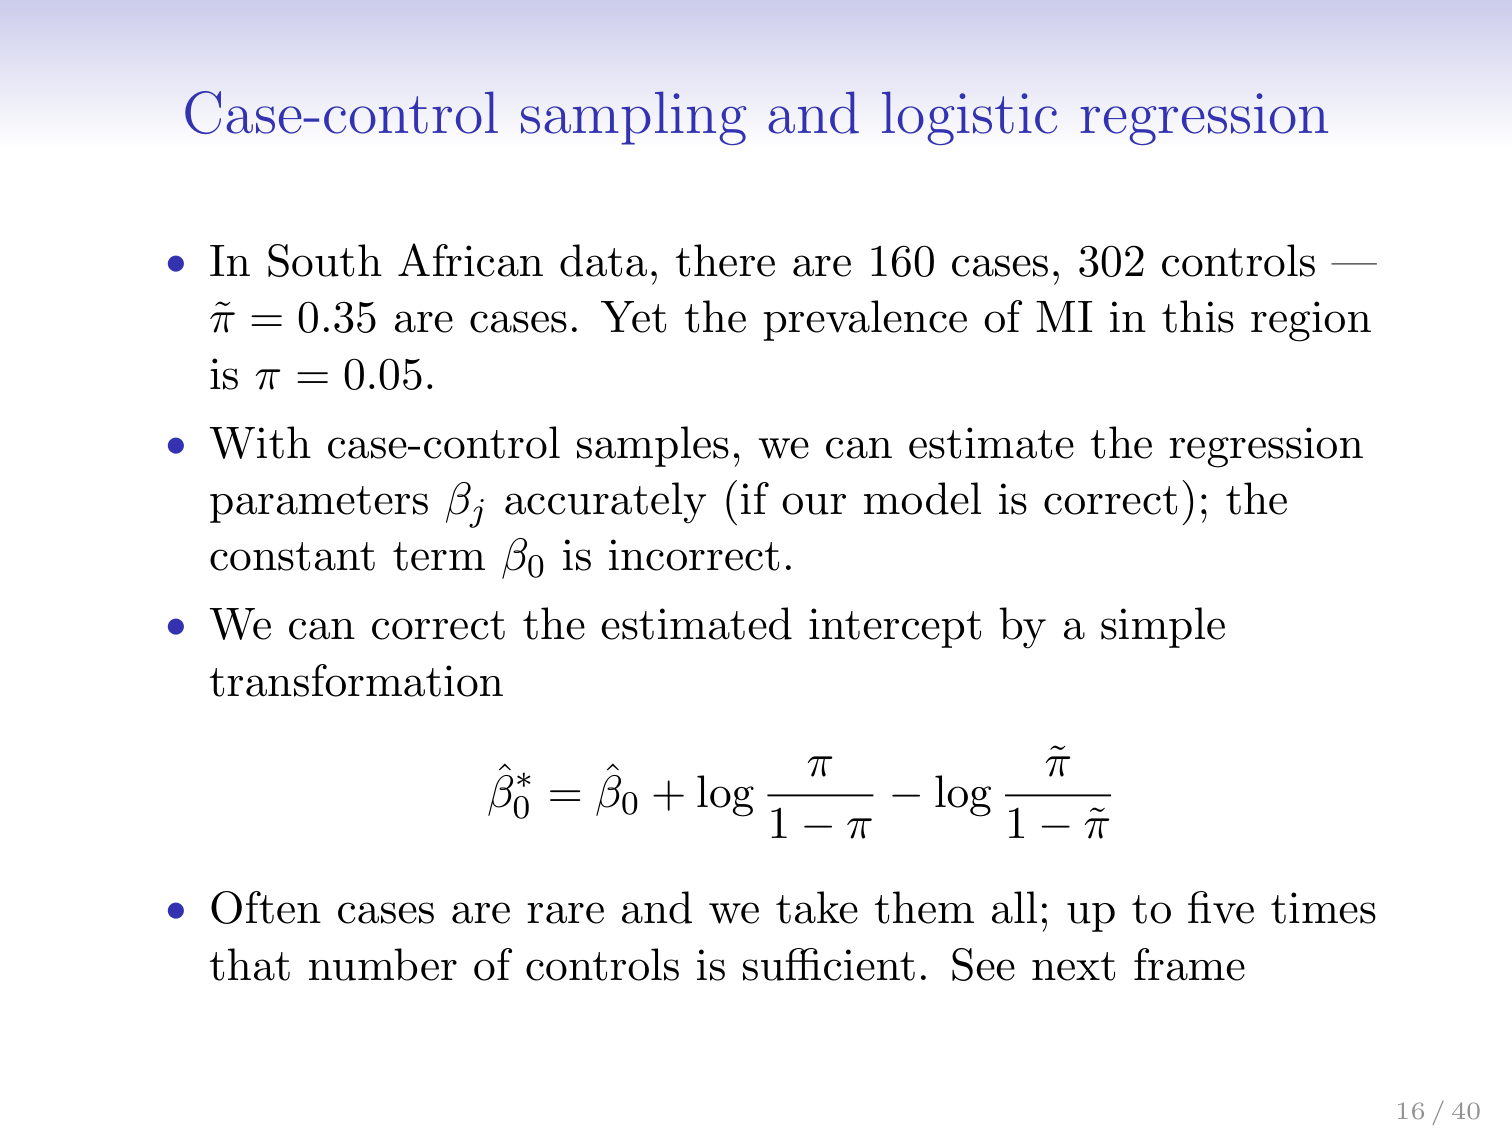 Case-control sampling and logistic regression
• In South African data, there are 160 cases, 302 controls —
π̃ = 0.35 are cases. Yet the prevalence of MI in this region
is π = 0.05.
• With case-control samples, we can estimate the regression
parameters βⱼ accurately (if our model is correct); the
constant term β₀ is incorrect.
• We can correct the estimated intercept by a simple
transformation
β̂₀* = β̂₀ + log π/(1 − π) − log π̃/(1 − π̃)
• Often cases are rare and we take them all; up to five times
that number of controls is sufficient. See next frame
16 / 40